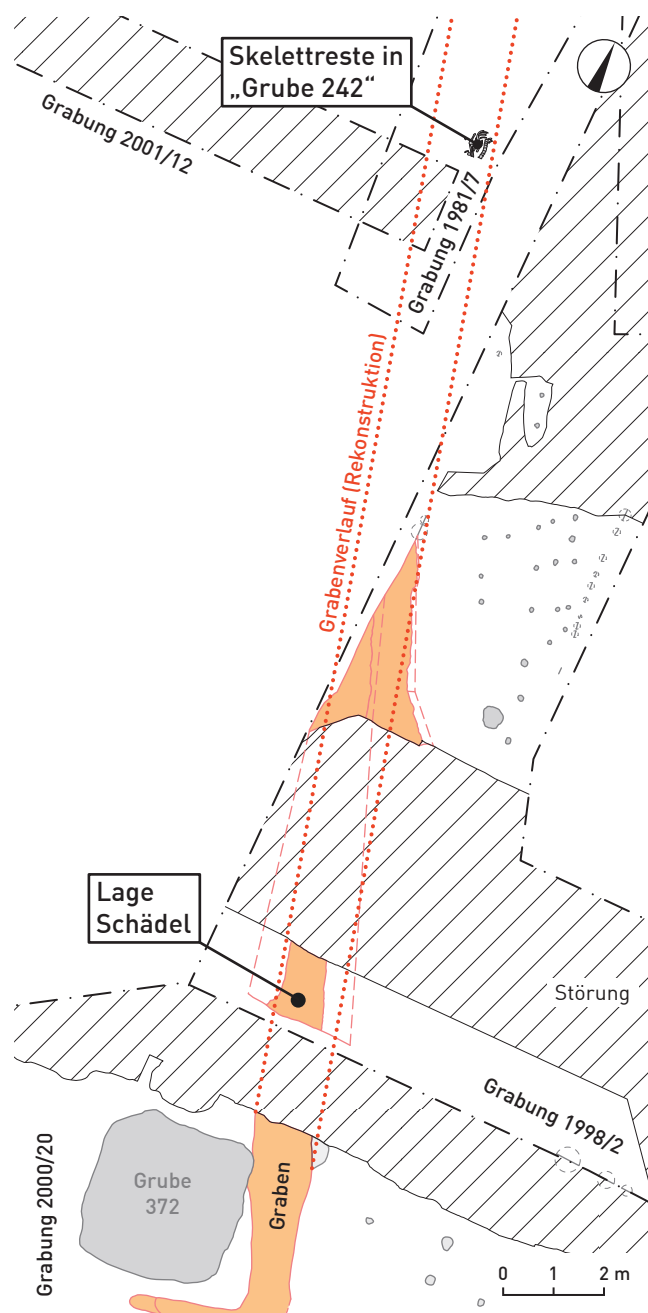 Skelettreste in
„Grube 242“
Grabung 2001/12
Grabung 1981/7
Grabenverlauf (Rekonstruktion)
Lage
Schädel
Störung
Grabung 1998/2
Grabung 2000/20
Grube
372
Graben
0 1 2 m